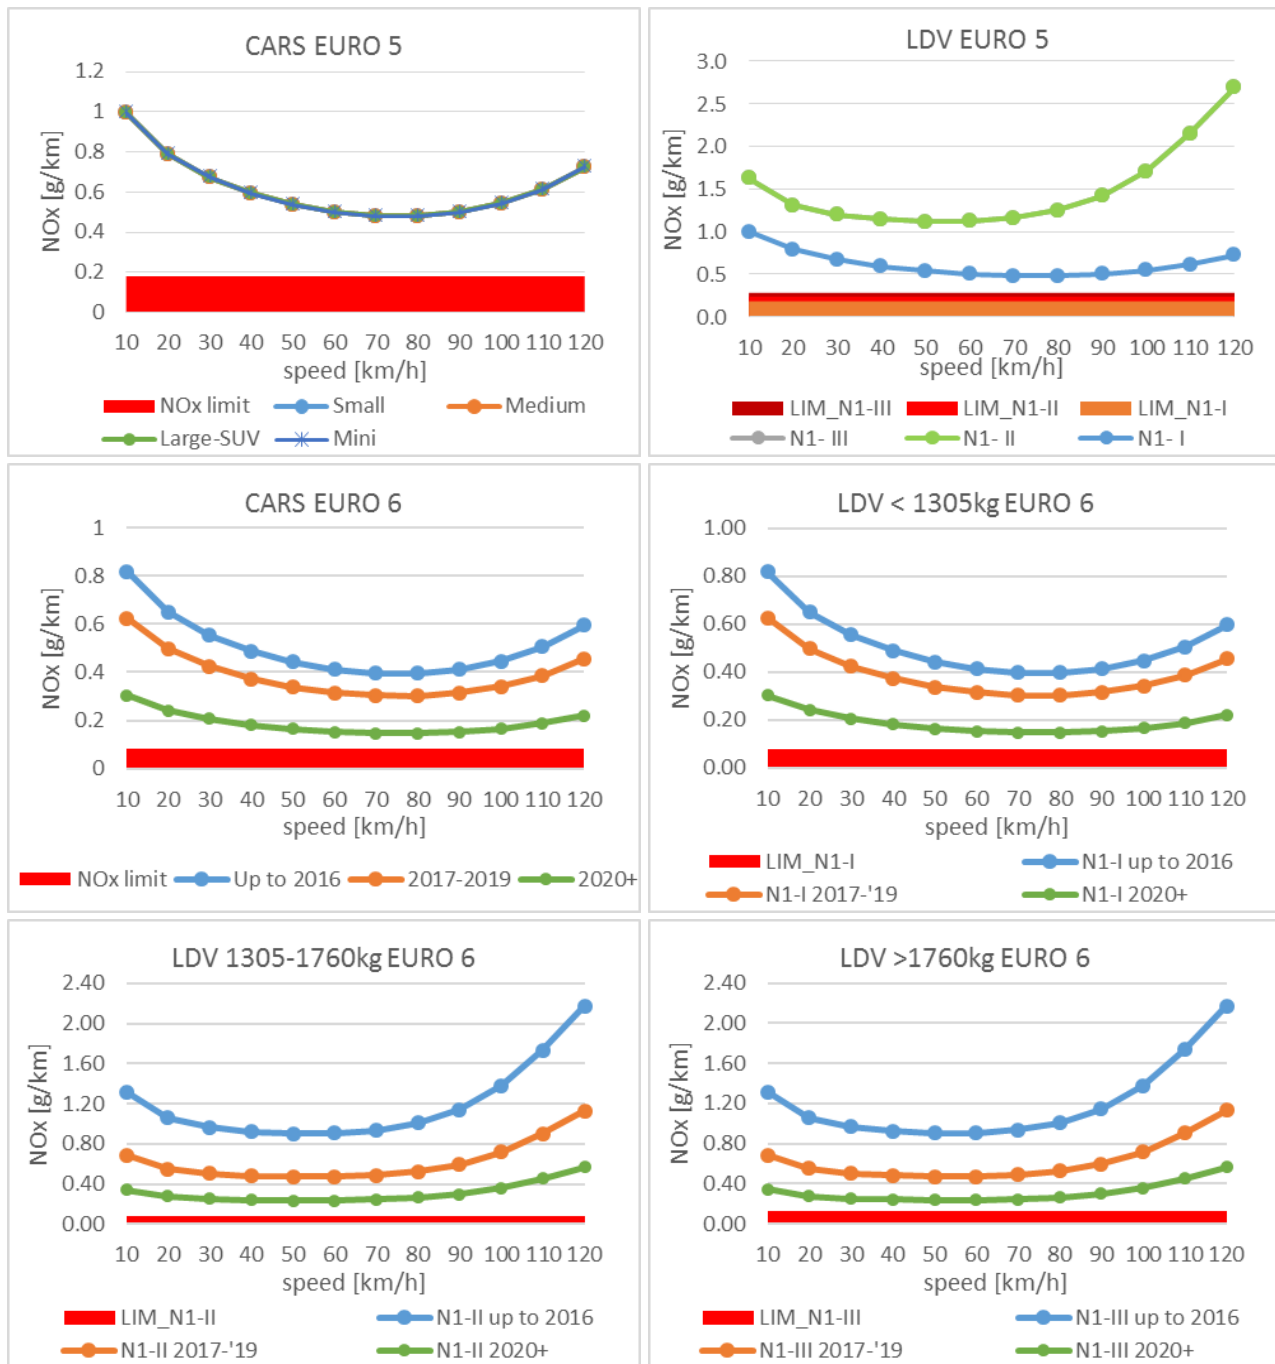 CARS EURO 5
1.2
1
0.8
0.6
0.4
0.2
0
NOx [g/km]
10 20 30 40 50 60 70 80 90 100 110 120
speed [km/h]
NOx limit Small Medium
Large-SUV Mini
LDV EURO 5
3.0
2.5
2.0
1.5
1.0
0.5
0.0
NOx [g/km]
10 20 30 40 50 60 70 80 90 100 110 120
speed [km/h]
LIM_N1-III LIM_N1-II LIM_N1-I
N1- III N1- II N1- I
CARS EURO 6
1
0.8
0.6
0.4
0.2
0
NOx [g/km]
10 20 30 40 50 60 70 80 90 100 110 120
speed [km/h]
NOx limit Up to 2016 2017-2019 2020+
LDV < 1305kg EURO 6
1.00
0.80
0.60
0.40
0.20
0.00
NOx [g/km]
10 20 30 40 50 60 70 80 90 100 110 120
speed [km/h]
LIM_N1-I N1-I up to 2016
N1-I 2017-'19 N1-I 2020+
LDV 1305-1760kg EURO 6
2.40
2.00
1.60
1.20
0.80
0.40
0.00
NOx [g/km]
10 20 30 40 50 60 70 80 90 100 110 120
speed [km/h]
LIM_N1-II N1-II up to 2016
N1-II 2017-'19 N1-II 2020+
LDV >1760kg EURO 6
2.40
2.00
1.60
1.20
0.80
0.40
0.00
NOx [g/km]
10 20 30 40 50 60 70 80 90 100 110 120
speed [km/h]
LIM_N1-III N1-III up to 2016
N1-III 2017-'19 N1-III 2020+